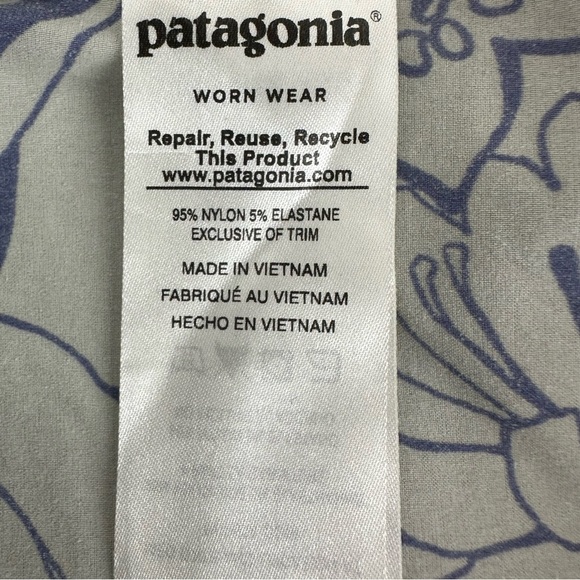 patagonia®
WORN WEAR
Repair, Reuse, Recycle
This Product
www.patagonia.com
95% NYLON 5% ELASTANE
EXCLUSIVE OF TRIM
MADE IN VIETNAM
FABRIQUÉ AU VIETNAM
HECHO EN VIETNAM